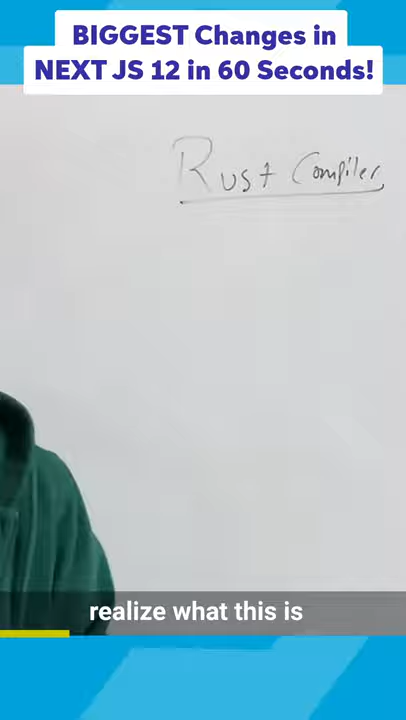 BIGGEST Changes in
NEXT JS 12 in 60 Seconds!
Rust Compiler
realize what this is